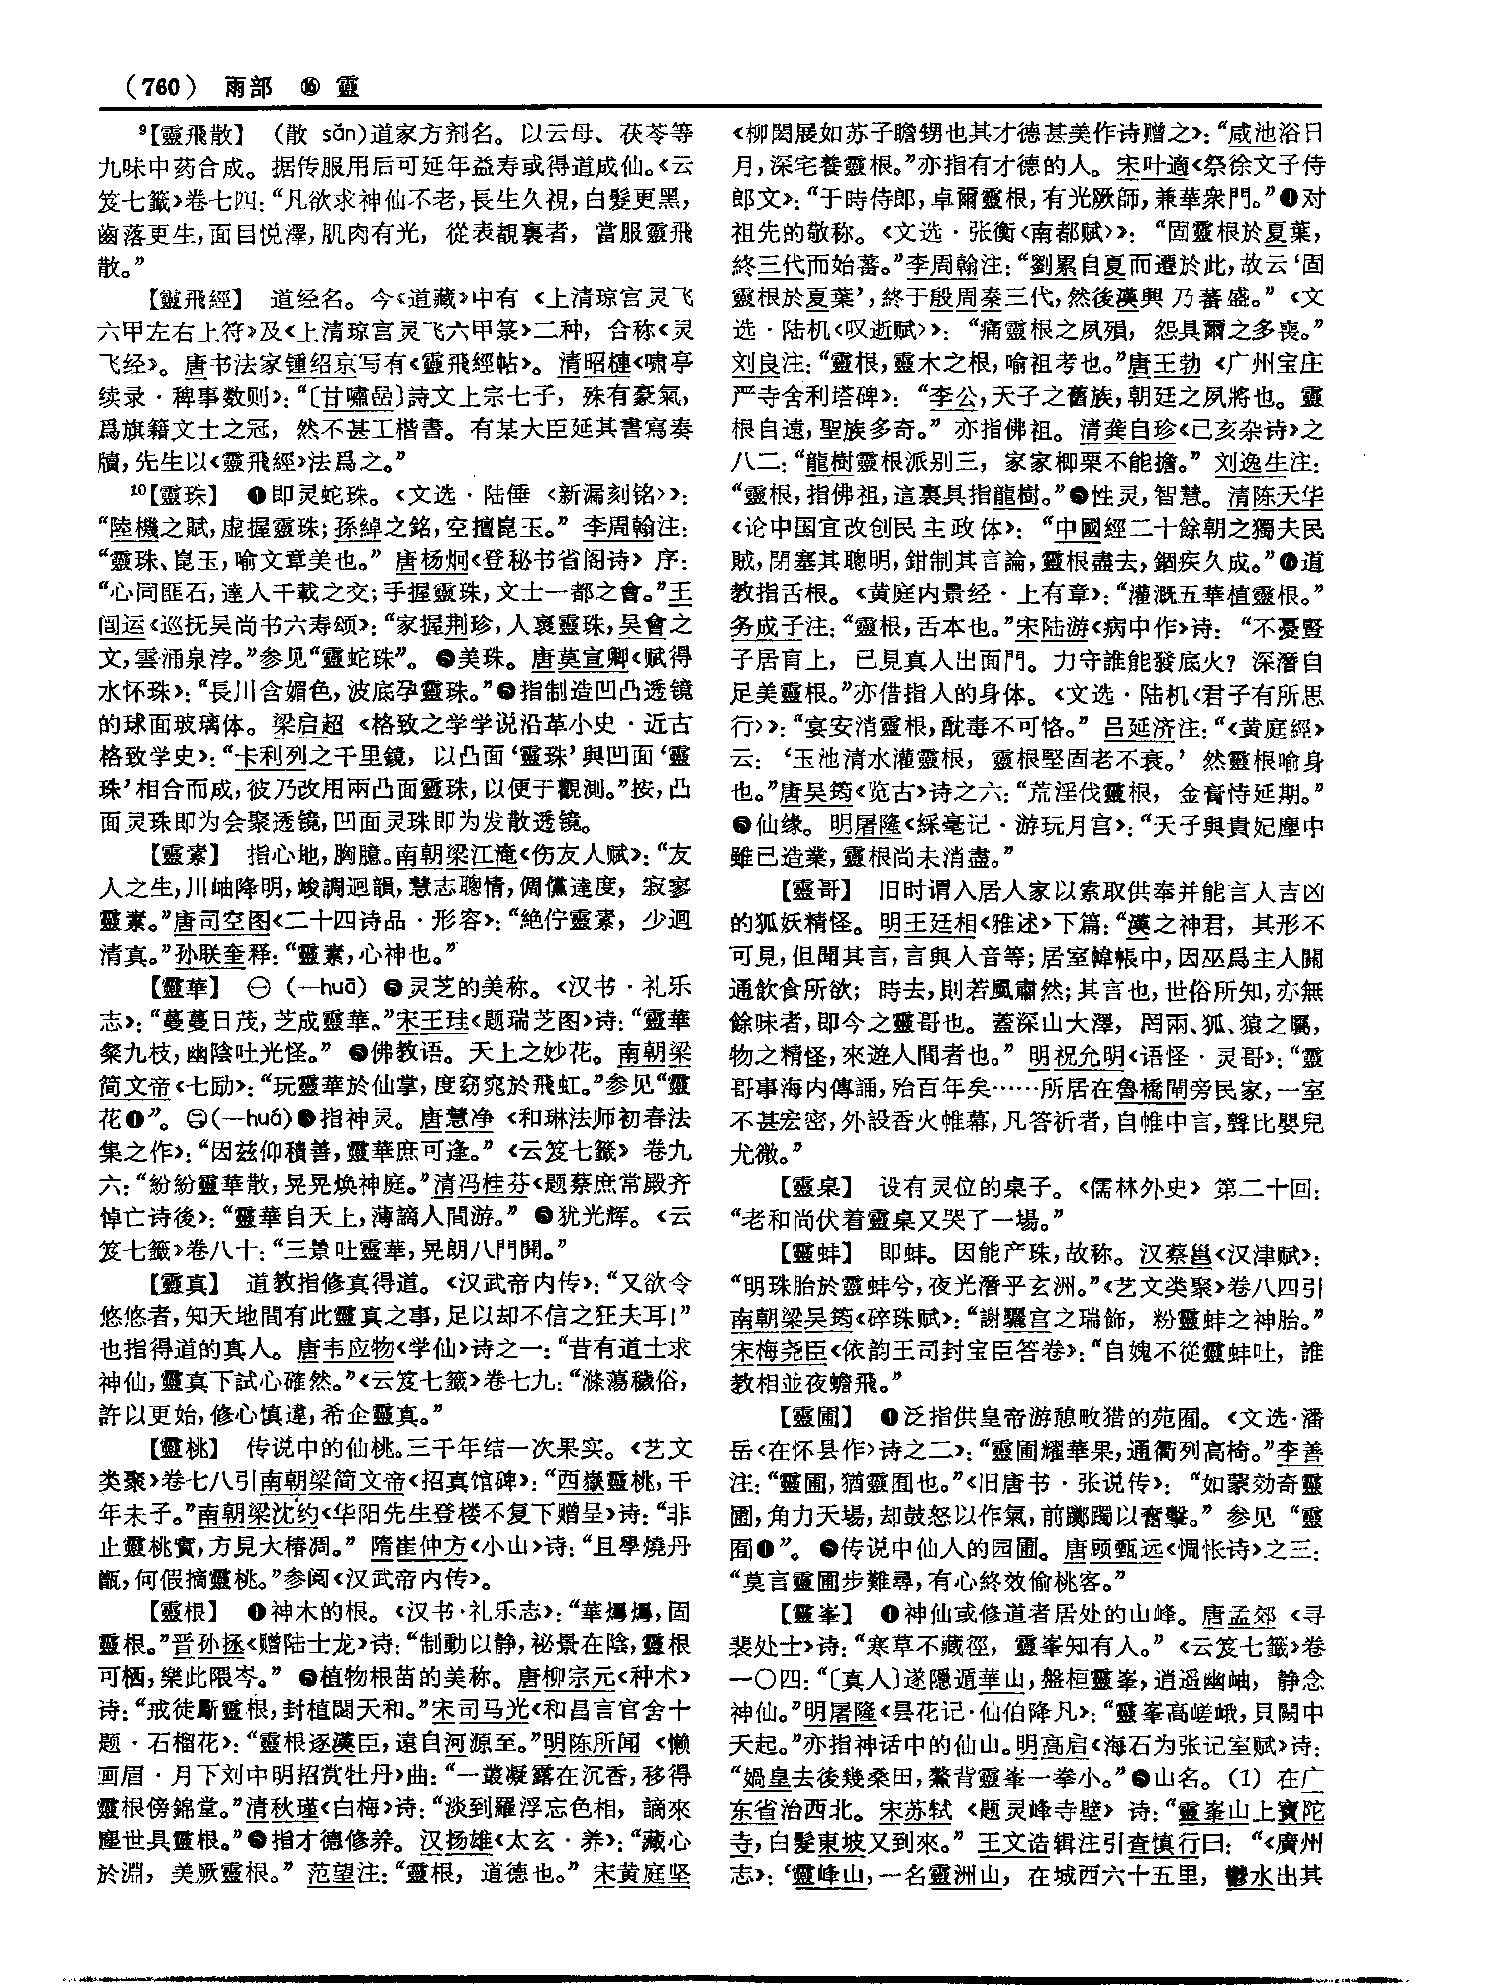 （760） 雨部 ⑯ 靈
⁹【靈飛散】 （散 sǎn）道家方剂名。以云母、茯苓等
九味中药合成。据传服用后可延年益寿或得道成仙。《云
笈七籤》卷七四：“凡欲求神仙不老，長生久視，白髮更黑，
齒落更生，面目悦澤，肌肉有光，從表覩裏者，當服靈飛
散。”
【靈飛經】 道经名。今《道藏》中有《上清琼宫灵飞
六甲左右上符》及《上清琼宫灵飞六甲箓》二种，合称《灵
飞经》。唐书法家锺绍京写有《靈飛經帖》。清昭槤《啸亭
续录·稗事数则》：“〔甘嘯嵒〕詩文上宗七子，殊有豪氣，
爲旗籍文士之冠，然不甚工楷書。有某大臣延其書寫奏
牘，先生以《靈飛經》法爲之。”
¹⁰【靈珠】 ❶即灵蛇珠。《文选·陆倕〈新漏刻铭〉》：
“陸機之賦，虚握靈珠；孫綽之銘，空擅崑玉。”李周翰注：
“靈珠、崑玉，喻文章美也。”唐杨炯《登秘书省阁诗》序：
“心同匪石，達人千載之交；手握靈珠，文士一都之會。”王
闿运《巡抚吴尚书六寿颂》：“家握荆珍，人裹靈珠，吴會之
文，雲涌泉浡。”参见“靈蛇珠”。❷美珠。唐莫宣卿《赋得
水怀珠》：“長川含媚色，波底孕靈珠。”❸指制造凹凸透镜
的球面玻璃体。梁启超《格致之学学说沿革小史·近古
格致学史》：“卡利列之千里鏡，以凸面‘靈珠’與凹面‘靈
珠’相合而成，彼乃改用兩凸面靈珠，以便于觀測。”按，凸
面灵珠即为会聚透镜，凹面灵珠即为发散透镜。
【靈素】 指心地，胸臆。南朝梁江淹《伤友人赋》：“友
人之生，川岫降明，峻調迥韻，慧志聰情，倜儻達度，寂寥
靈素。”唐司空图《二十四诗品·形容》：“絶佇靈素，少迴
清真。”孙联奎释：“靈素，心神也。”
【靈華】 ㊀（—huā）❶灵芝的美称。《汉书·礼乐
志》：“蔓蔓日茂，芝成靈華。”宋王珪《题瑞芝图》诗：“靈華
粲九枝，幽陰吐光怪。”❷佛教语。天上之妙花。南朝梁
简文帝《七励》：“玩靈華於仙掌，度窈窕於飛虹。”参见“靈
花❶”。㊁（—huá）❶指神灵。唐慧净《和琳法师初春法
集之作》：“因兹仰積善，靈華庶可逢。”《云笈七籤》卷九
六：“紛紛靈華散，晃晃焕神庭。”清冯桂芬《题蔡庶常殿齐
悼亡诗後》：“靈華自天上，薄謫人間游。”❷犹光辉。《云
笈七籤》卷八十：“三景吐靈華，晃朗八門開。”
【靈真】 道教指修真得道。《汉武帝内传》：“又欲令
悠悠者，知天地間有此靈真之事，足以却不信之狂夫耳！”
也指得道的真人。唐韦应物《学仙》诗之一：“昔有道士求
神仙，靈真下試心確然。”《云笈七籤》卷七九：“滌蕩穢俗，
許以更始，修心慎違，希企靈真。”
【靈桃】 传说中的仙桃。三千年结一次果实。《艺文
类聚》卷七八引南朝梁简文帝《招真馆碑》：“西嶽靈桃，千
年未子。”南朝梁沈约《华阳先生登楼不复下赠呈》诗：“非
止靈桃實，方見大椿凋。”隋崔仲方《小山》诗：“且學燒丹
甑，何假摘靈桃。”参阅《汉武帝内传》。
【靈根】 ❶神木的根。《汉书·礼乐志》：“華爗爗，固
靈根。”晋孙拯《赠陆士龙》诗：“制動以静，祕景在陰，靈根
可栖，樂此隈岑。”❷植物根苗的美称。唐柳宗元《种术》
诗：“戒徒斸靈根，封植閟天和。”宋司马光《和昌言官舍十
题·石榴花》：“靈根逐漢臣，遠自河源至。”明陈所闻《懒
画眉·月下刘中明招赏牡丹》曲：“一叢凝露在沉香，移得
靈根傍錦堂。”清秋瑾《白梅》诗：“淡到羅浮忘色相，謫來
塵世具靈根。”❸指才德修养。汉扬雄《太玄·养》：“藏心
於淵，美厥靈根。”范望注：“靈根，道德也。”宋黄庭坚
《柳闳展如苏子瞻甥也其才德甚美作诗赠之》：“咸池浴日
月，深宅養靈根。”亦指有才德的人。宋叶適《祭徐文子侍
郎文》：“于時侍郎，卓爾靈根，有光厥師，兼華衆門。”❹对
祖先的敬称。《文选·张衡〈南都赋〉》：“固靈根於夏葉，
終三代而始蕃。”李周翰注：“劉累自夏而遷於此，故云‘固
靈根於夏葉’，終于殷周秦三代，然後漢興乃蕃盛。”《文
选·陆机〈叹逝赋〉》：“痛靈根之夙殞，怨具爾之多喪。”
刘良注：“靈根，靈木之根，喻祖考也。”唐王勃《广州宝庄
严寺舍利塔碑》：“李公，天子之舊族，朝廷之夙將也。靈
根自遠，聖族多奇。”亦指佛祖。清龚自珍《己亥杂诗》之
八二：“龍樹靈根派别三，家家柳栗不能擔。”刘逸生注：
“靈根，指佛祖，這裏具指龍樹。”❺性灵，智慧。清陈天华
《论中国宜改创民主政体》：“中國經二十餘朝之獨夫民
賊，閉塞其聰明，鉗制其言論，靈根盡去，錮疾久成。”❻道
教指舌根。《黄庭内景经·上有章》：“灌溉五華植靈根。”
务成子注：“靈根，舌本也。”宋陆游《病中作》诗：“不憂豎
子居肓上，已見真人出面門。力守誰能發底火？深潛自
足美靈根。”亦借指人的身体。《文选·陆机〈君子有所思
行〉》：“宴安消靈根，酖毒不可恪。”吕延济注：“《黄庭經》
云：‘玉池清水灌靈根，靈根堅固老不衰。’然靈根喻身
也。”唐吴筠《览古》诗之六：“荒淫伐靈根，金膏恃延期。”
❼仙缘。明屠隆《綵毫记·游玩月宫》：“天子與貴妃塵中
雖已造業，靈根尚未消盡。”
【靈哥】 旧时谓入居人家以索取供奉并能言人吉凶
的狐妖精怪。明王廷相《雅述》下篇：“漢之神君，其形不
可見，但聞其言，言與人音等；居室幃帳中，因巫爲主人關
通飲食所欲；時去，則若風肅然；其言也，世俗所知，亦無
餘味者，即今之靈哥也。蓋深山大澤，罔兩、狐、猿之屬，
物之精怪，來遊人間者也。”明祝允明《语怪·灵哥》：“靈
哥事海内傳誦，殆百年矣……所居在魯橋閘旁民家，一室
不甚宏密，外設香火帷幕，凡答祈者，自帷中言，聲比嬰兒
尤微。”
【靈桌】 设有灵位的桌子。《儒林外史》第二十回：
“老和尚伏着靈桌又哭了一場。”
【靈蚌】 即蚌。因能产珠，故称。汉蔡邕《汉津赋》：
“明珠胎於靈蚌兮，夜光潛乎玄洲。”《艺文类聚》卷八四引
南朝梁吴筠《碎珠赋》：“謝驪宫之瑞飾，粉靈蚌之神胎。”
宋梅尧臣《依韵王司封宝臣答卷》：“自媿不從靈蚌吐，誰
教相並夜蟾飛。”
【靈圃】 ❶泛指供皇帝游憩畋猎的苑囿。《文选·潘
岳〈在怀县作〉诗之二》：“靈圃耀華果，通衢列高椅。”李善
注：“靈圃，猶靈囿也。”《旧唐书·张说传》：“如蒙効奇靈
圃，角力天場，却鼓怒以作氣，前躑躅以奮擊。”参见“靈
囿❶”。❷传说中仙人的园圃。唐顾甄远《惆怅诗》之三：
“莫言靈圃步難尋，有心終效偷桃客。”
【靈峯】 ❶神仙或修道者居处的山峰。唐孟郊《寻
裴处士》诗：“寒草不藏徑，靈峯知有人。”《云笈七籤》卷
一〇四：“〔真人〕遂隱遁華山，盤桓靈峯，逍遥幽岫，静念
神仙。”明屠隆《昙花记·仙伯降凡》：“靈峯高嵯峨，貝闕中
天起。”亦指神话中的仙山。明高启《海石为张记室赋》诗：
“媧皇去後幾桑田，鰲背靈峯一拳小。”❷山名。（1）在广
东省治西北。宋苏轼《题灵峰寺壁》诗：“靈峯山上寶陀
寺，白髮東坡又到來。”王文诰辑注引查慎行曰：“《廣州
志》：‘靈峰山，一名靈洲山，在城西六十五里，鬱水出其